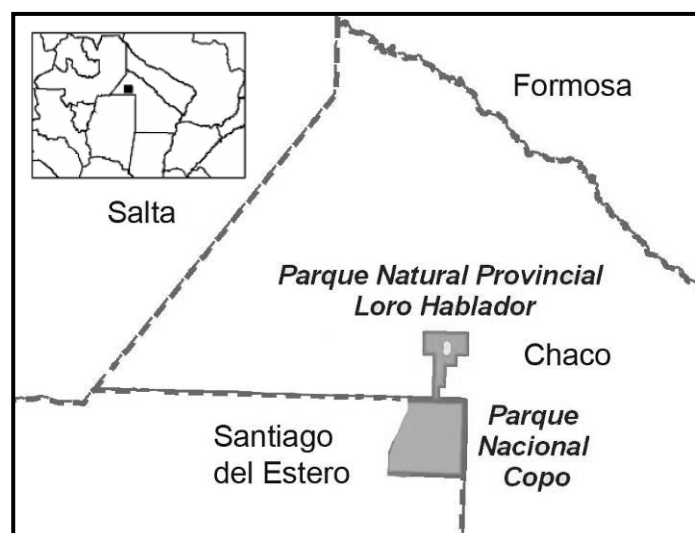 Formosa
Salta
Parque Natural Provincial
Loro Hablador
Chaco
Santiago
del Estero
Parque
Nacional
Copo